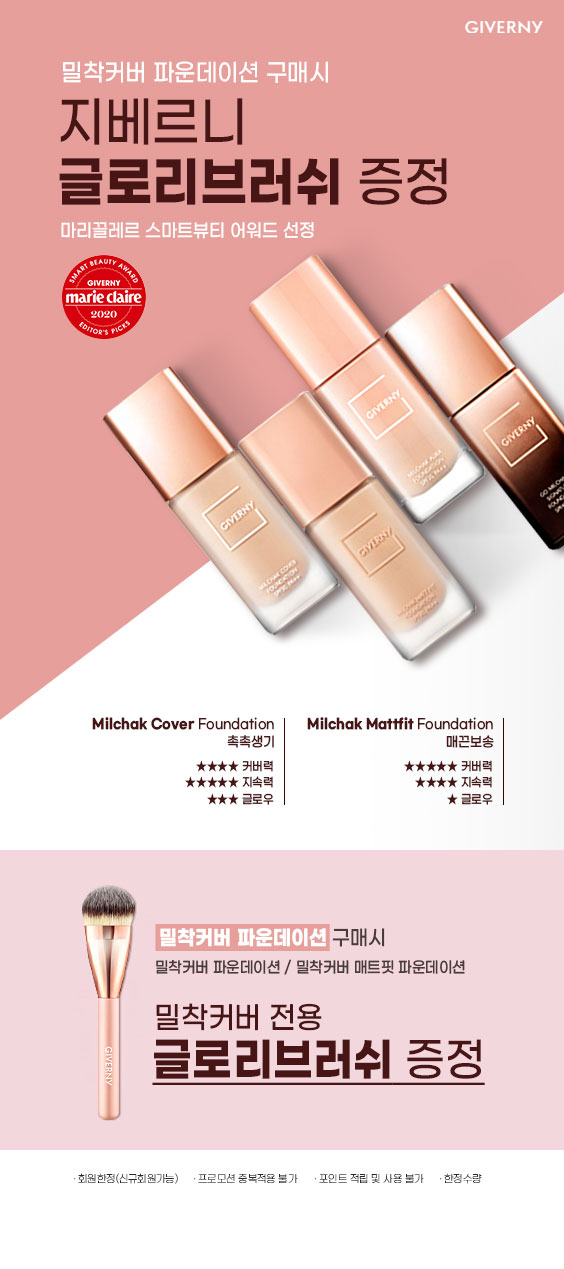 GIVERNY
밀착커버 파운데이션 구매시
지베르니
글로리브러쉬 증정
마리끌레르 스마트뷰티 어워드 선정
SMART BEAUTY AWARD
GIVERNY
marie claire
2020
EDITOR'S PICKS
GIVERNY
MILCHAK COVER
FOUNDATION
GIVERNY
MILCHAK MATTFIT
FOUNDATION
GIVERNY
FOUNDATION
GIVERNY
Milchak Cover Foundation
촉촉생기
★★★★ 커버력
★★★★★ 지속력
★★★ 글로우
Milchak Mattfit Foundation
매끈보송
★★★★★ 커버력
★★★★ 지속력
★ 글로우
GIVERNY
밀착커버 파운데이션 구매시
밀착커버 파운데이션 / 밀착커버 매트핏 파운데이션
밀착커버 전용
글로리브러쉬 증정
· 회원한정(신규회원가능) · 프로모션 중복적용 불가 · 포인트 적립 및 사용 불가 · 한정수량